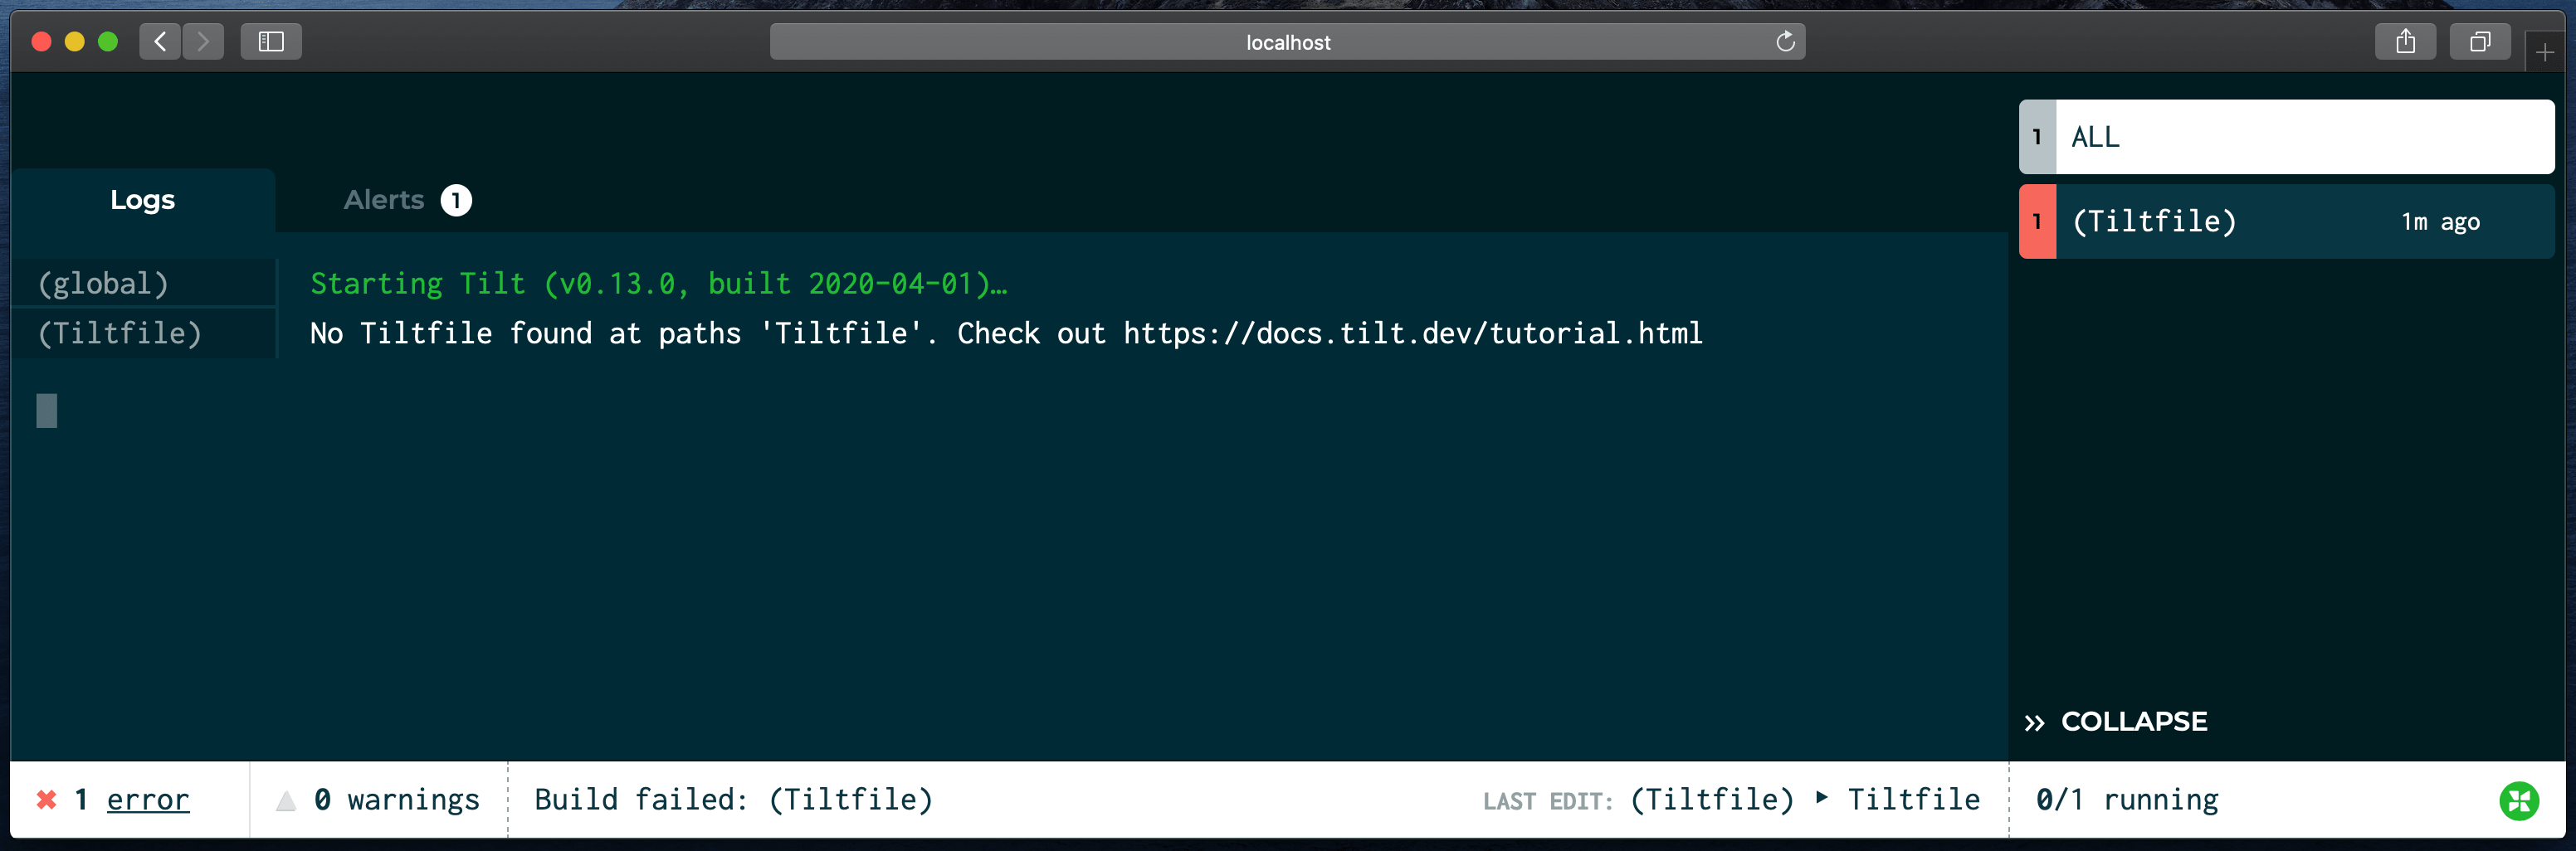 localhost
1 ALL
1 (Tiltfile) 1m ago
Logs Alerts 1
(global) Starting Tilt (v0.13.0, built 2020-04-01)…
(Tiltfile) No Tiltfile found at paths 'Tiltfile'. Check out https://docs.tilt.dev/tutorial.html
COLLAPSE
1 error 0 warnings Build failed: (Tiltfile) LAST EDIT: (Tiltfile) ‣ Tiltfile 0/1 running